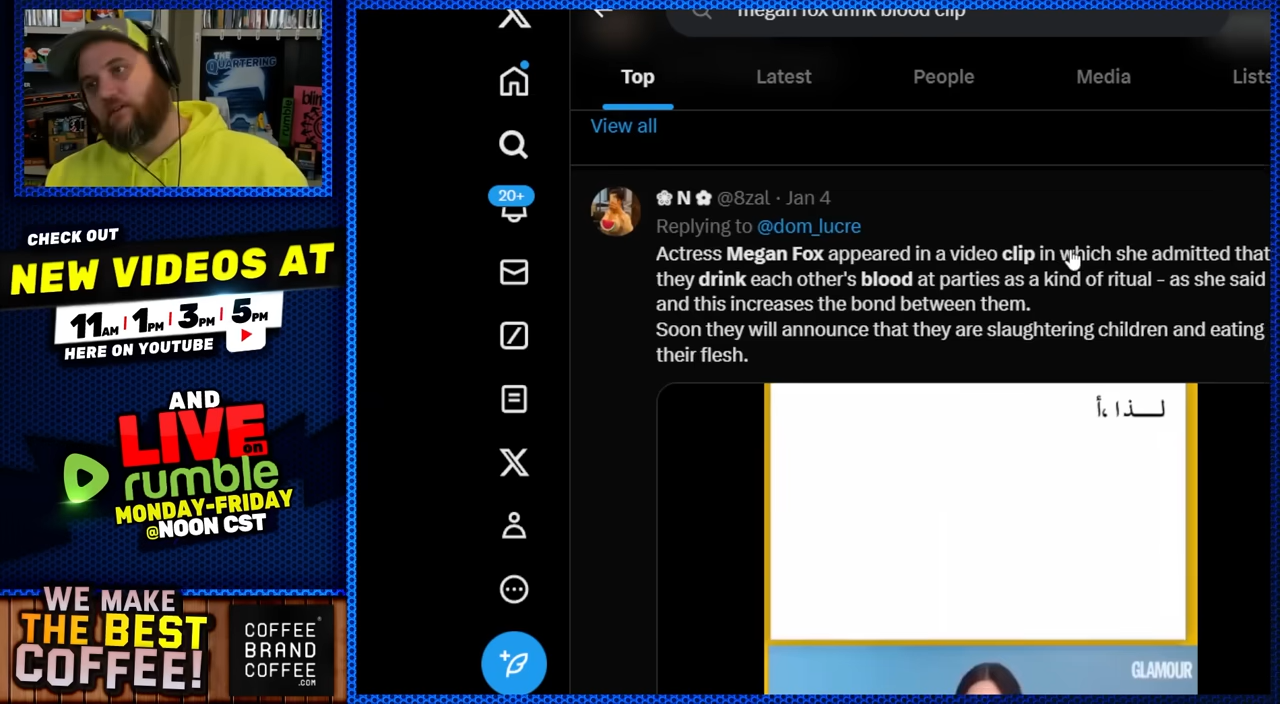 THE
QUARTERING
rumble
CHECK OUT
NEW VIDEOS AT
11AM | 1PM | 3PM | 5PM
HERE ON YOUTUBE
AND
LIVE on
rumble
MONDAY-FRIDAY
@NOON CST
WE MAKE
THE BEST
COFFEE!
COFFEE
BRAND
COFFEE
.COM
megan fox drink blood clip
Top Latest People Media Lists
View all
20+
❀ N ✿ @8zal · Jan 4
Replying to @dom_lucre
Actress Megan Fox appeared in a video clip in which she admitted that
they drink each other's blood at parties as a kind of ritual - as she said
and this increases the bond between them.
Soon they will announce that they are slaughtering children and eating
their flesh.
لــذا ،أ
GLAMOUR